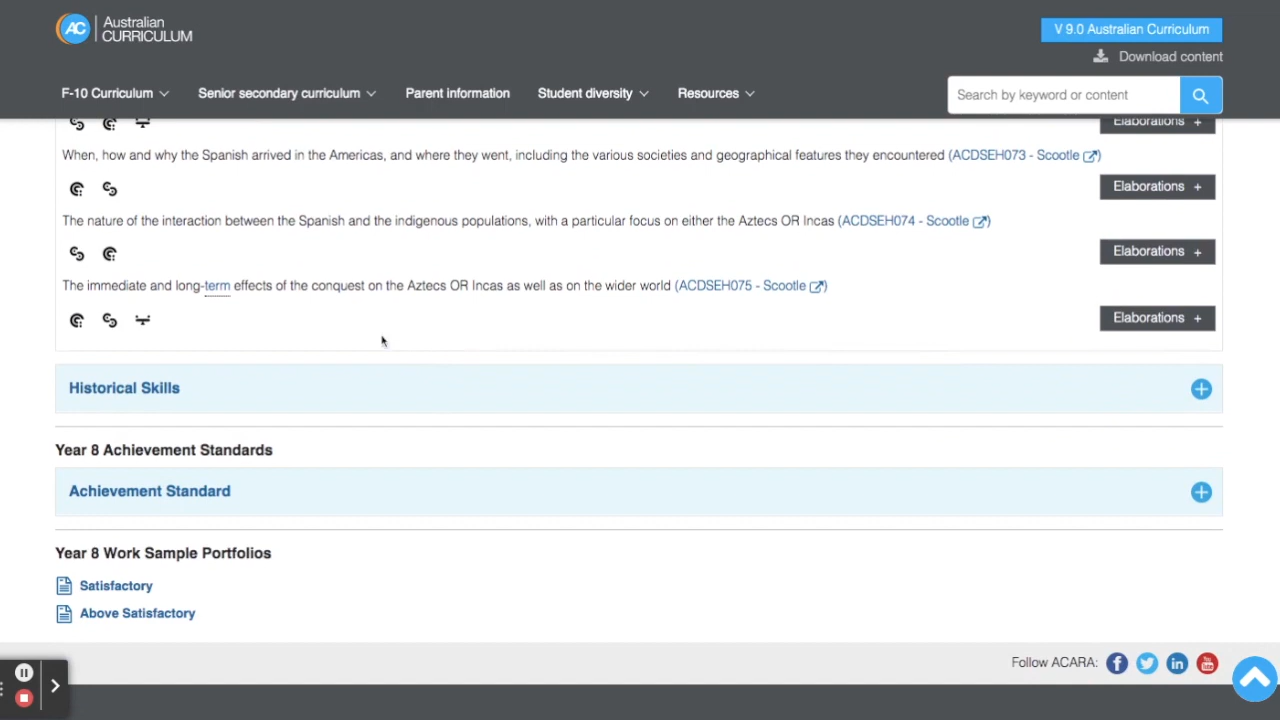 AC Australian
CURRICULUM
V 9.0 Australian Curriculum
Download content
F-10 Curriculum Senior secondary curriculum Parent information Student diversity Resources Search by keyword or content
Elaborations +
When, how and why the Spanish arrived in the Americas, and where they went, including the various societies and geographical features they encountered (ACDSEH073 - Scootle )
Elaborations +
The nature of the interaction between the Spanish and the indigenous populations, with a particular focus on either the Aztecs OR Incas (ACDSEH074 - Scootle )
Elaborations +
The immediate and long-term effects of the conquest on the Aztecs OR Incas as well as on the wider world (ACDSEH075 - Scootle )
Elaborations +
Historical Skills
Year 8 Achievement Standards
Achievement Standard
Year 8 Work Sample Portfolios
Satisfactory
Above Satisfactory
Follow ACARA: